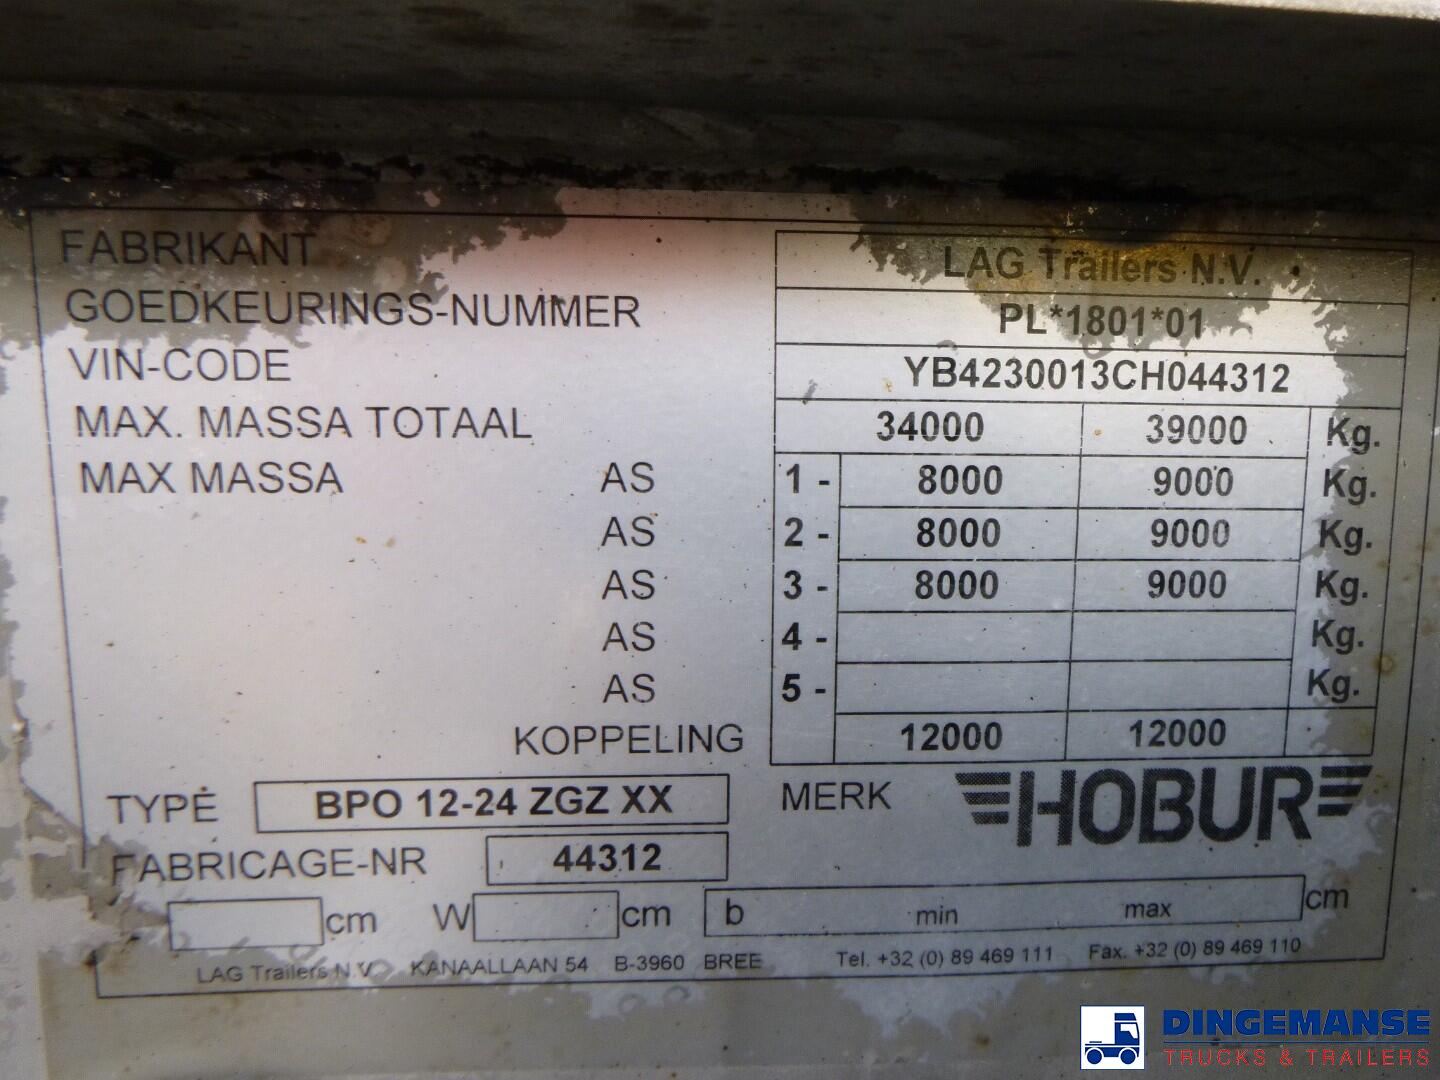 FABRIKANT LAG Trailers N.V.
GOEDKEURINGS-NUMMER PL*1801*01
VIN-CODE YB4230013CH044312
MAX. MASSA TOTAAL 34000 39000 Kg.
MAX MASSA AS 1 - 8000 9000 Kg.
AS 2 - 8000 9000 Kg.
AS 3 - 8000 9000 Kg.
AS 4 - Kg.
AS 5 - Kg.
KOPPELING 12000 12000
TYPE BPO 12-24 ZGZ XX MERK HOBUR
FABRICAGE-NR 44312
cm W cm b min max cm
LAG Trailers N.V. KANAALLAAN 54 B-3960 BREE Tel. +32 (0) 89 469 111 Fax. +32 (0) 89 469 110
DINGEMANSE
TRUCKS & TRAILERS